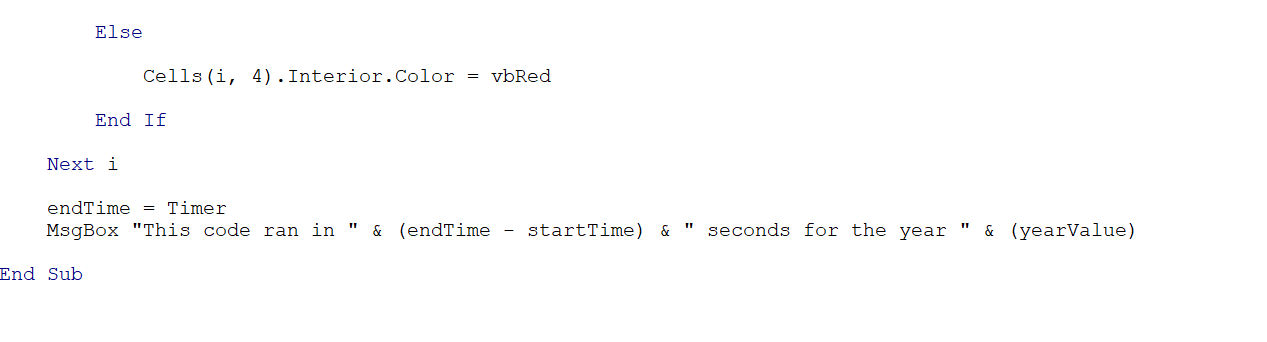 Else
Cells(i, 4).Interior.Color = vbRed
End If
Next i
endTime = Timer
MsgBox "This code ran in " & (endTime - startTime) & " seconds for the year " & (yearValue)
End Sub